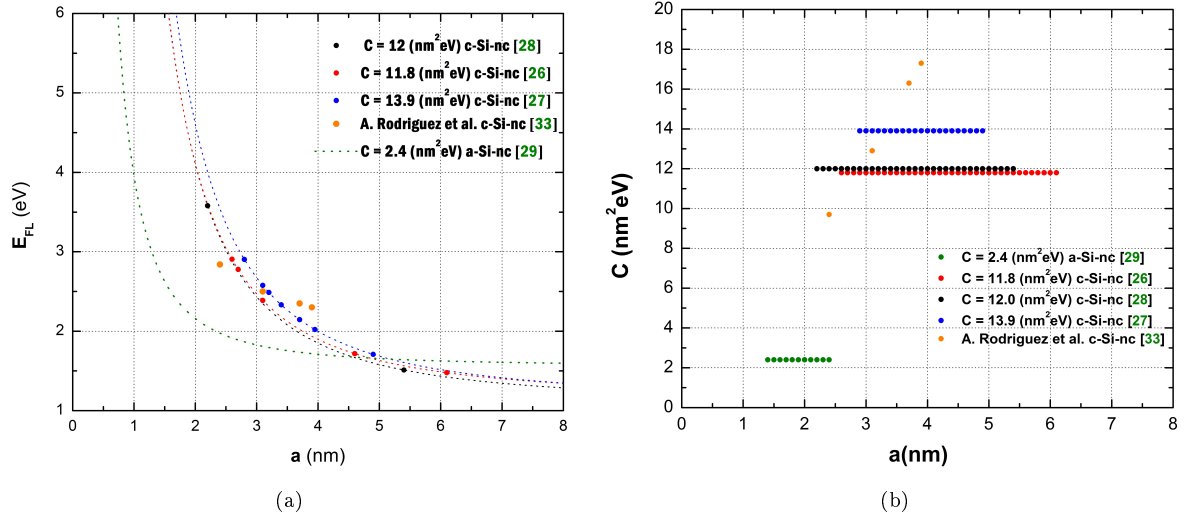 6
5
4
3
2
1
E_FL (eV)
0 1 2 3 4 5 6 7 8
a (nm)
C = 12 (nm²eV) c-Si-nc [28]
C = 11.8 (nm²eV) c-Si-nc [26]
C = 13.9 (nm²eV) c-Si-nc [27]
A. Rodriguez et al. c-Si-nc [33]
C = 2.4 (nm²eV) a-Si-nc [29]
(a)
20
18
16
14
12
10
8
6
4
2
0
C (nm²eV)
0 1 2 3 4 5 6 7 8
a(nm)
C = 2.4 (nm²eV) a-Si-nc [29]
C = 11.8 (nm²eV) c-Si-nc [26]
C = 12.0 (nm²eV) c-Si-nc [28]
C = 13.9 (nm²eV) c-Si-nc [27]
A. Rodriguez et al. c-Si-nc [33]
(b)